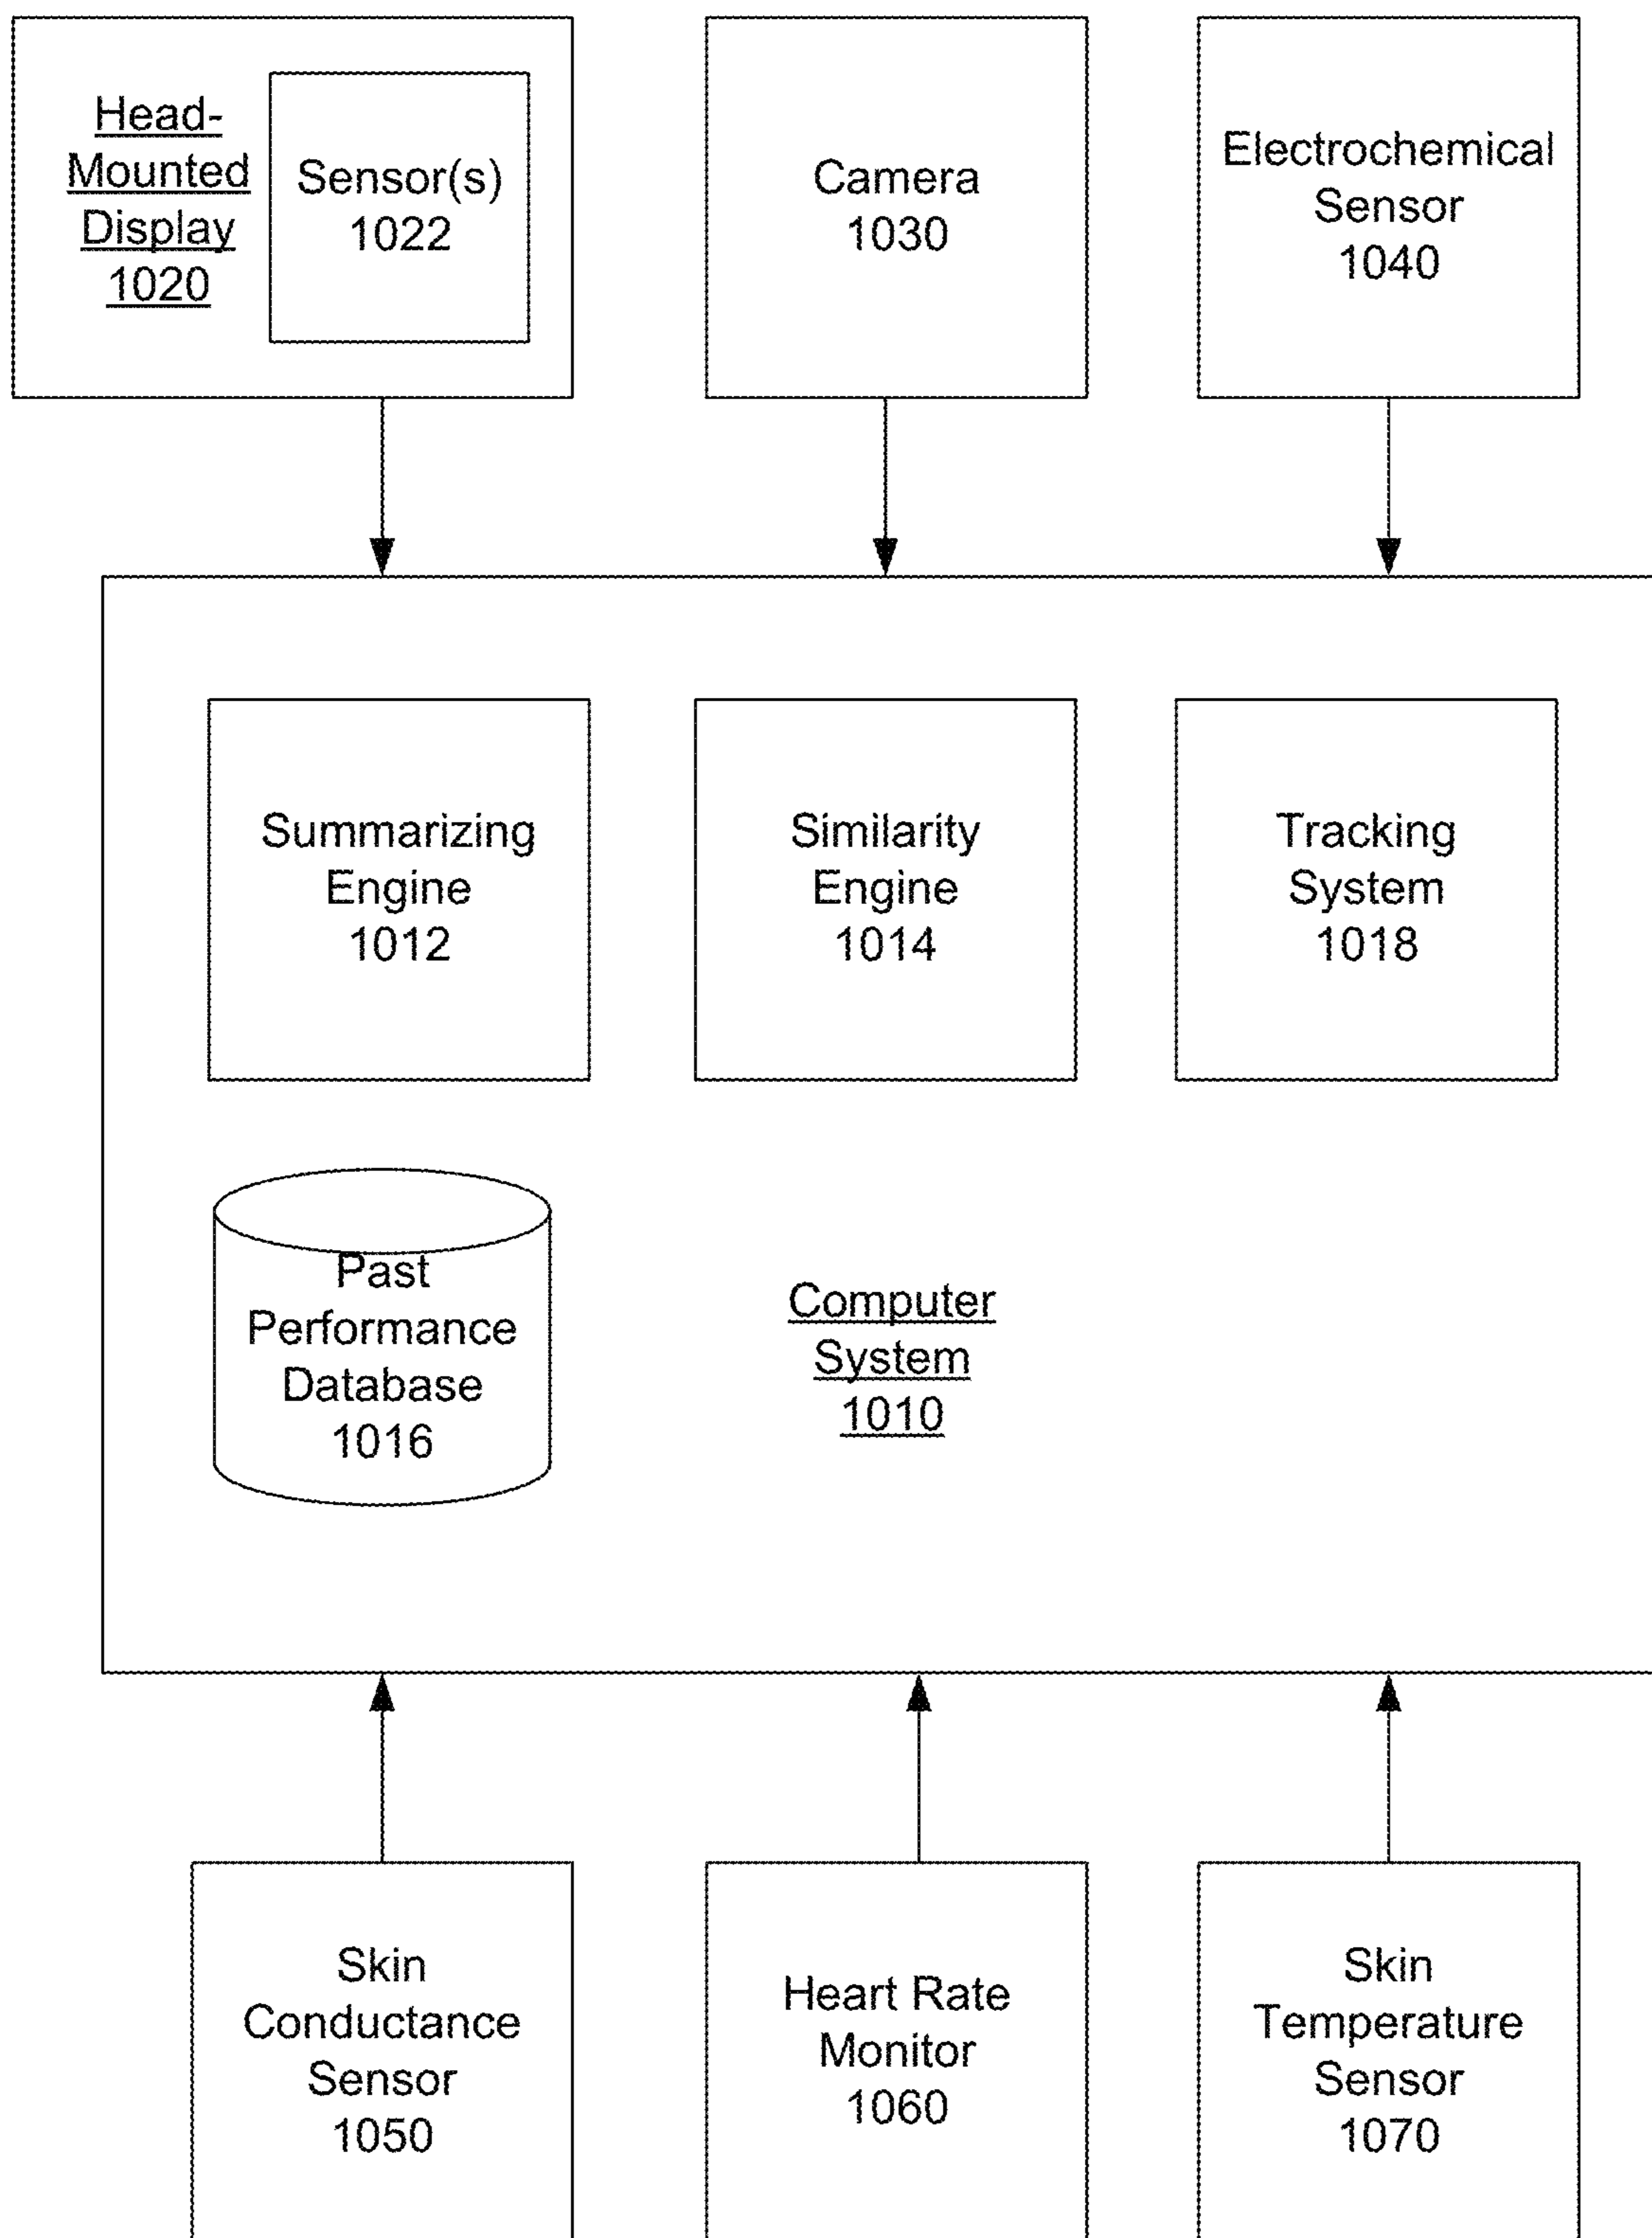 Head-
Mounted
Display
1020
Sensor(s)
1022
Camera
1030
Electrochemical
Sensor
1040
Summarizing
Engine
1012
Similarity
Engine
1014
Tracking
System
1018
Past
Performance
Database
1016
Computer
System
1010
Skin
Conductance
Sensor
1050
Heart Rate
Monitor
1060
Skin
Temperature
Sensor
1070